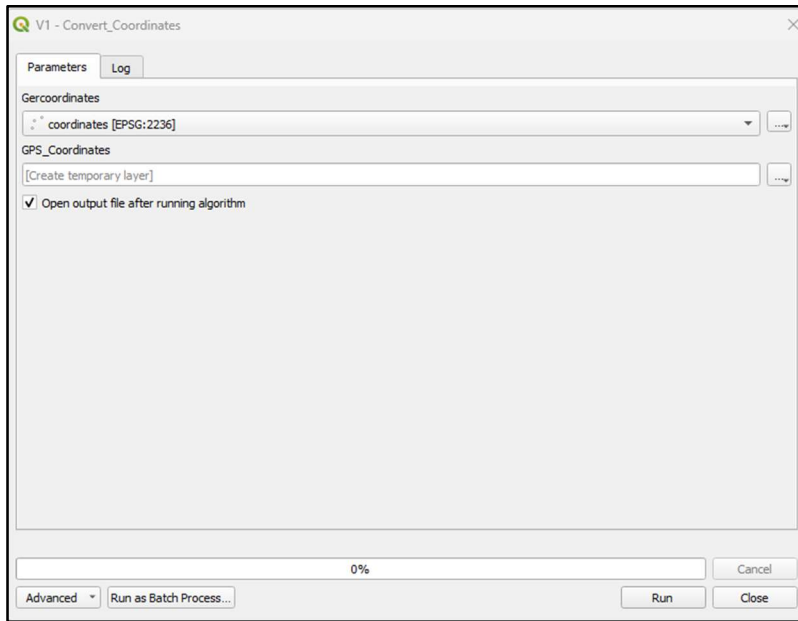 V1 - Convert_Coordinates
Parameters Log
Gercoordinates
coordinates [EPSG:2236]
GPS_Coordinates
[Create temporary layer]
Open output file after running algorithm
0% Cancel
Advanced Run as Batch Process... Run Close